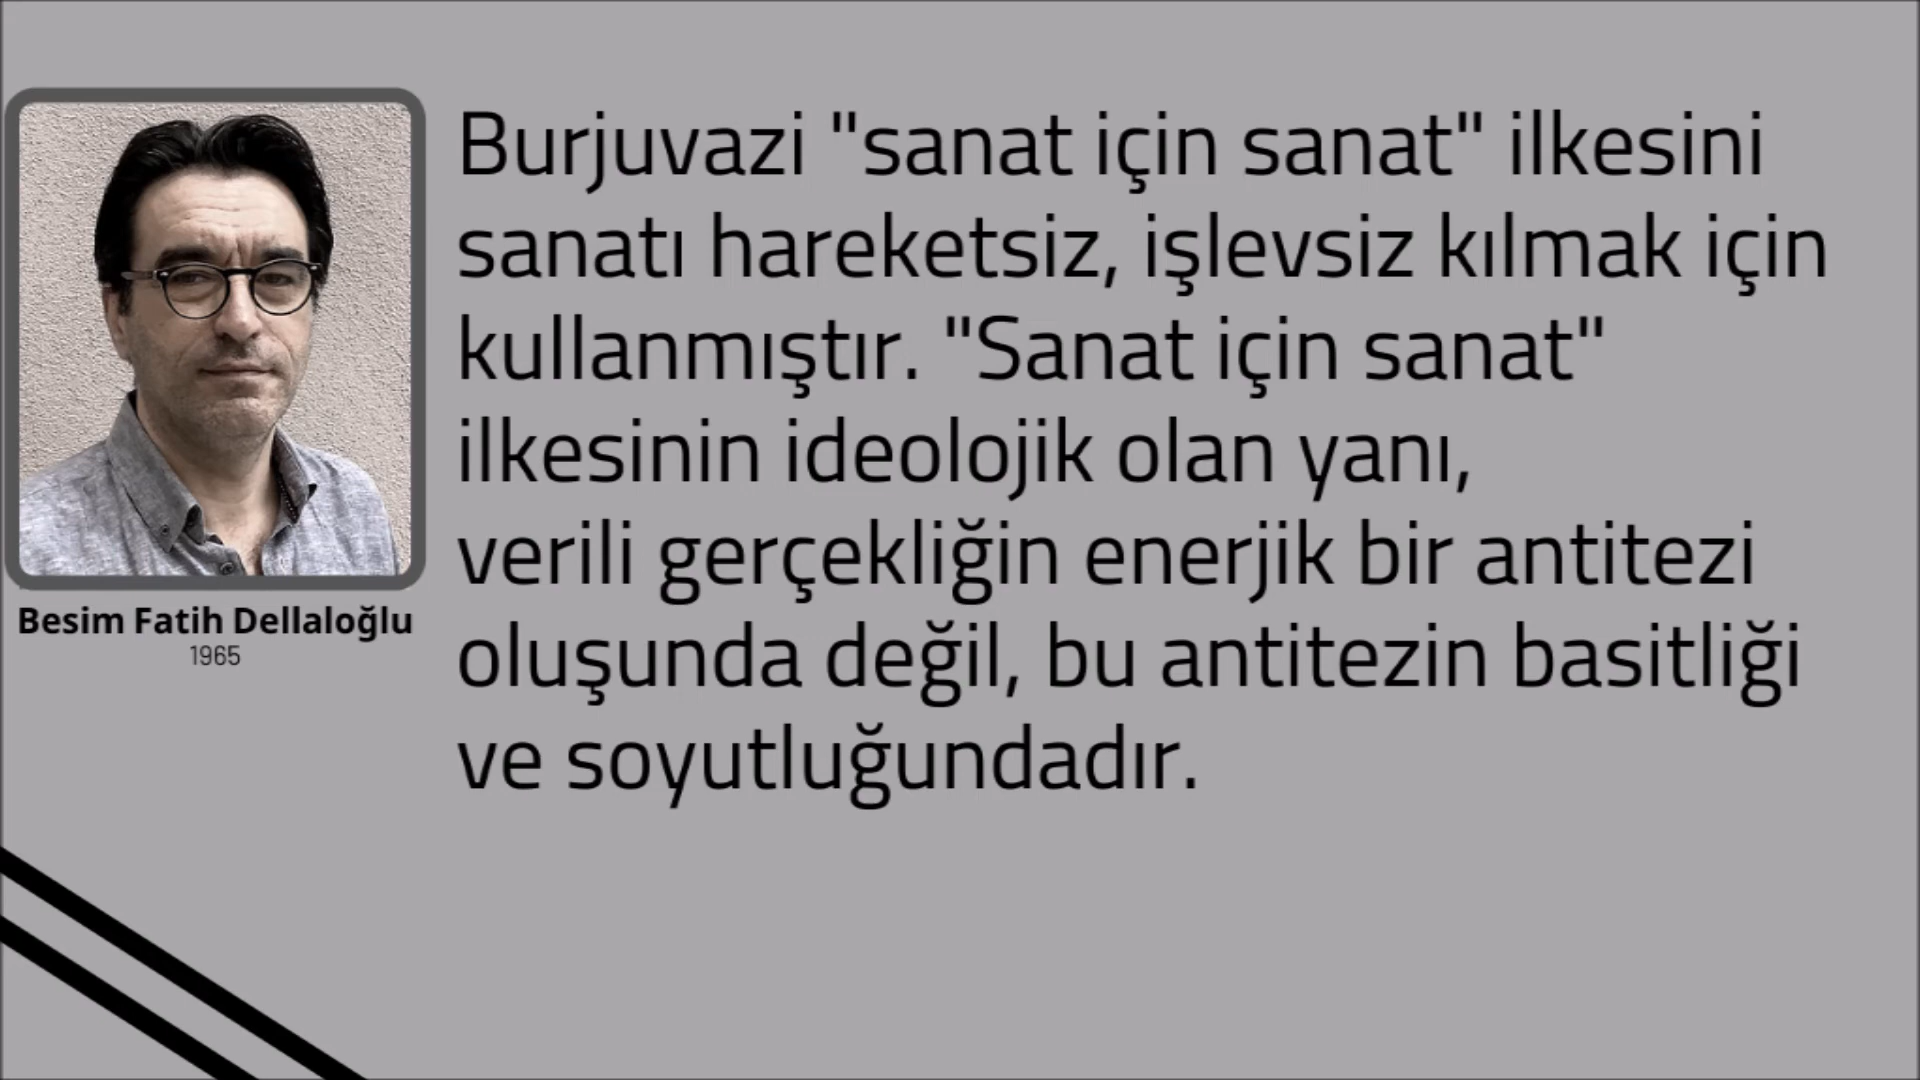 Burjuvazi "sanat için sanat" ilkesini
sanatı hareketsiz, işlevsiz kılmak için
kullanmıştır. "Sanat için sanat"
ilkesinin ideolojik olan yanı,
verili gerçekliğin enerjik bir antitezi
oluşunda değil, bu antitezin basitliği
ve soyutluğundadır.
Besim Fatih Dellaloğlu
1965